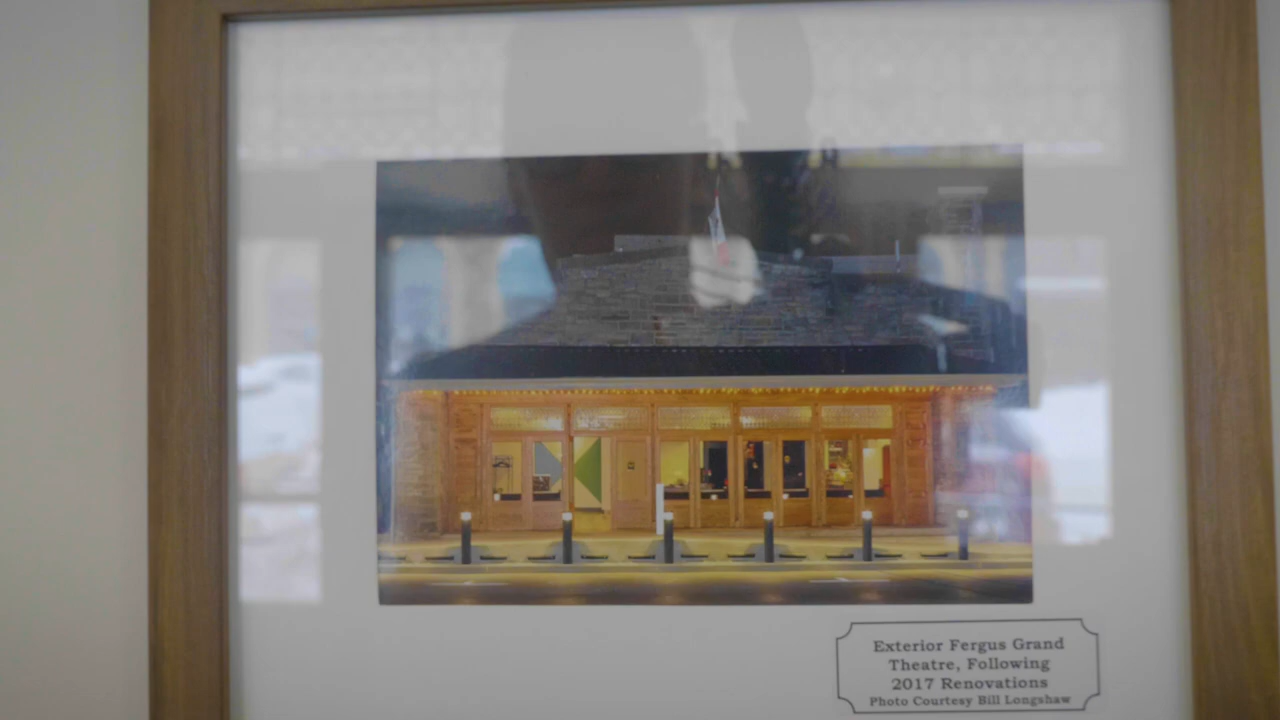 Exterior Fergus Grand
Theatre, Following
2017 Renovations
Photo Courtesy Bill Longshaw